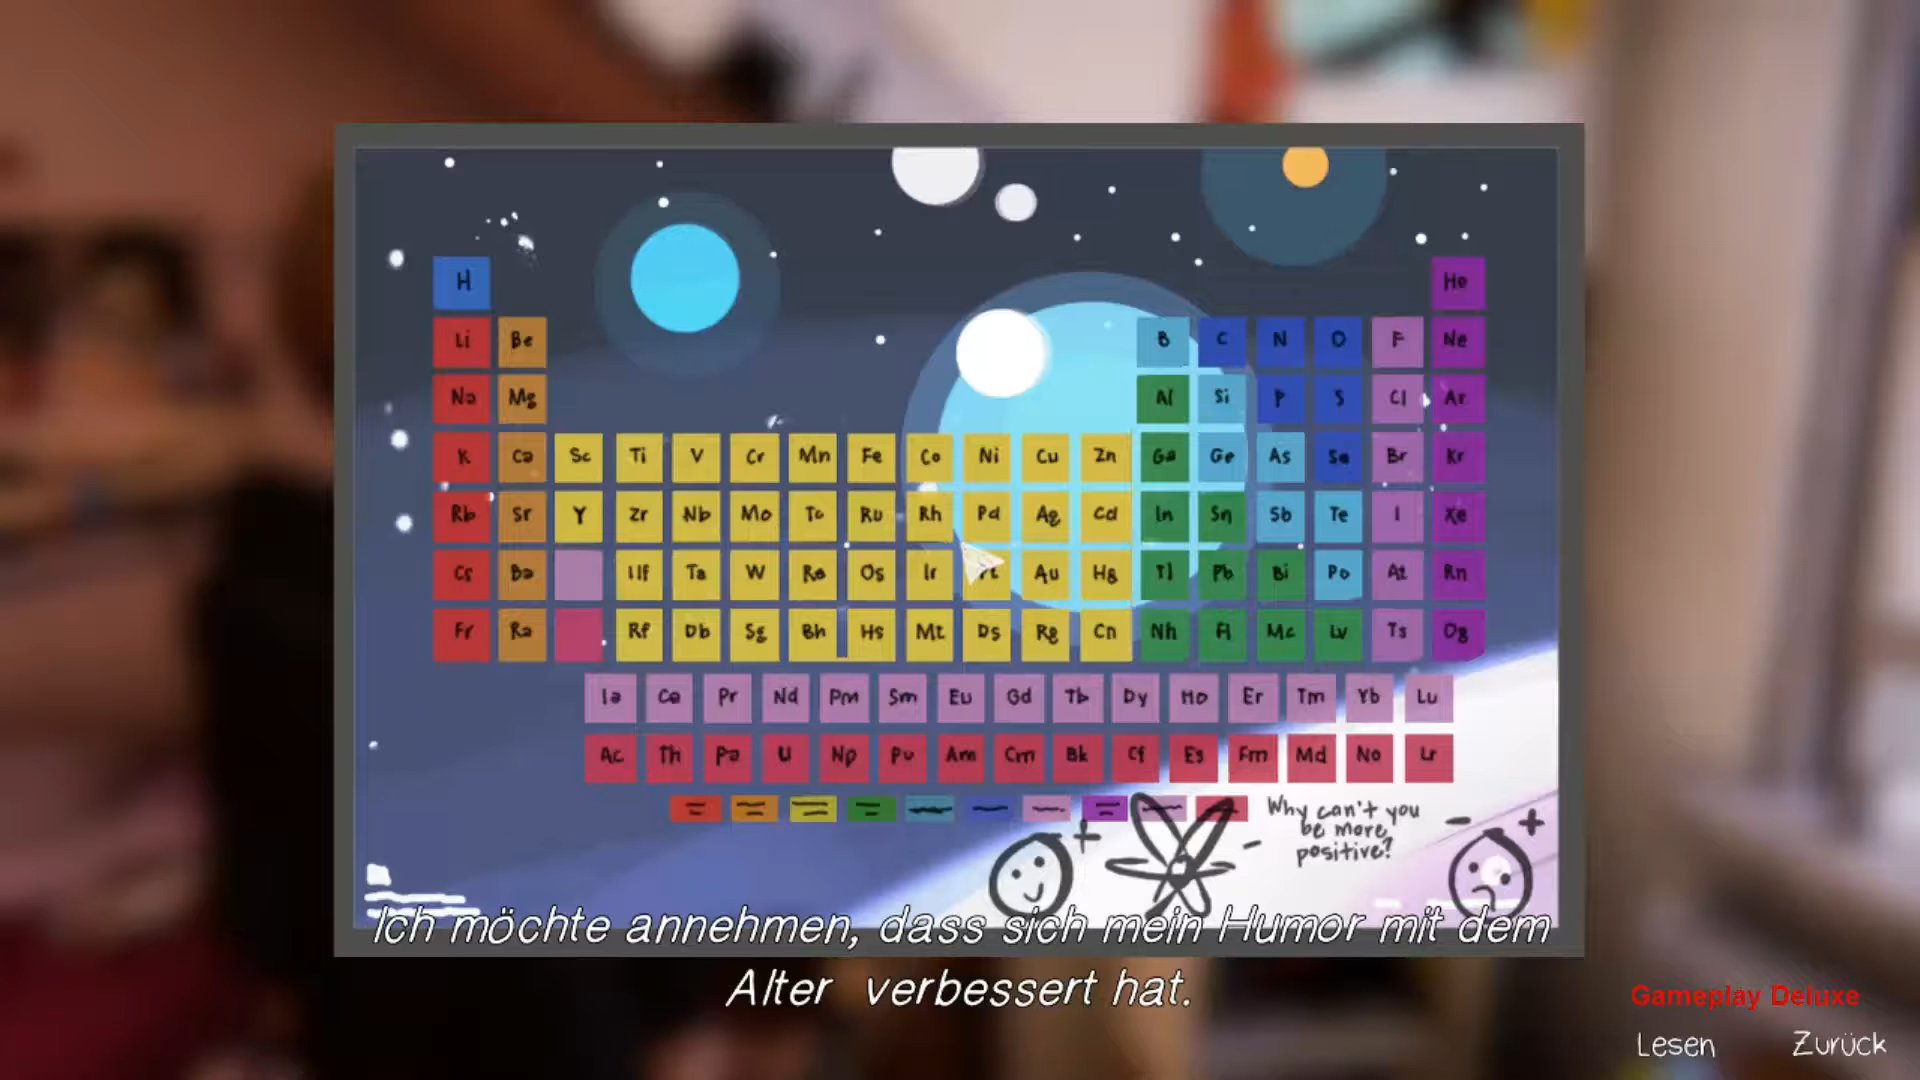 H He
Li Be B C N O F Ne
Na Mg Al Si P S Cl Ar
K Ca Sc Ti V Cr Mn Fe Co Ni Cu Zn Ga Ge As Se Br Kr
Rb Sr Y Zr Nb Mo Tc Ru Rh Pd Ag Cd In Sn Sb Te I Xe
Cs Ba Hf Ta W Re Os Ir Pt Au Hg Tl Pb Bi Po At Rn
Fr Ra Rf Db Sg Bh Hs Mt Ds Rg Cn Nh Fl Mc Lv Ts Og
La Ce Pr Nd Pm Sm Eu Gd Tb Dy Ho Er Tm Yb Lu
Ac Th Pa U Np Pu Am Cm Bk Cf Es Fm Md No Lr
Why can't you
be more
positive?
Ich möchte annehmen, dass sich mein Humor mit dem
Alter verbessert hat.
Gameplay Deluxe
Lesen Zurück